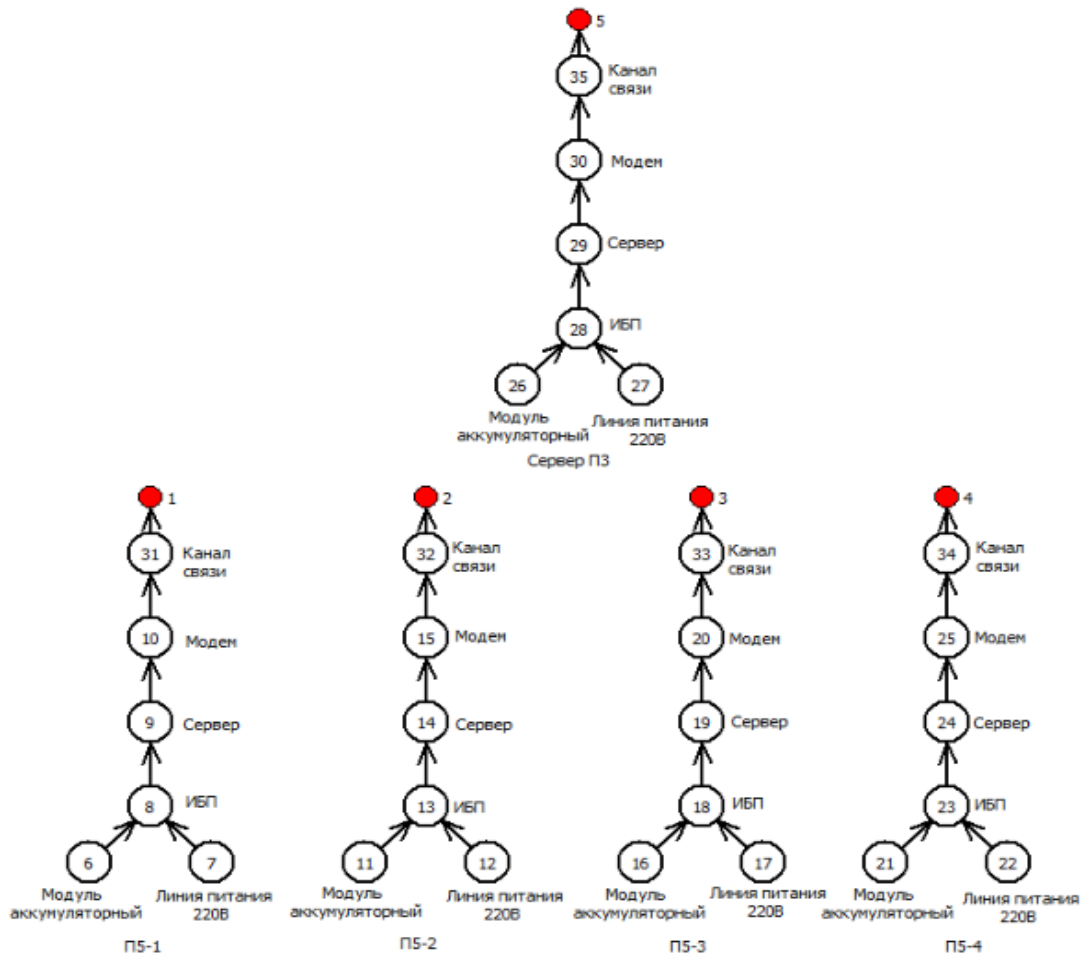 5
35
Канал
связи
30
Модем
29
Сервер
28
ИБП
26
27
Модуль
аккумуляторный
Линия питания
220В
Сервер П3
1
2
3
4
31
Канал
связи
32
Канал
связи
33
Канал
связи
34
Канал
связи
10
Модем
15
Модем
20
Модем
25
Модем
9
Сервер
14
Сервер
19
Сервер
24
Сервер
8
ИБП
13
ИБП
18
ИБП
23
ИБП
6
7
11
12
16
17
21
22
Модуль
аккумуляторный
Линия питания
220В
Модуль
аккумуляторный
Линия питания
220В
Модуль
аккумуляторный
Линия питания
220В
Модуль
аккумуляторный
Линия питания
220В
П5-1
П5-2
П5-3
П5-4